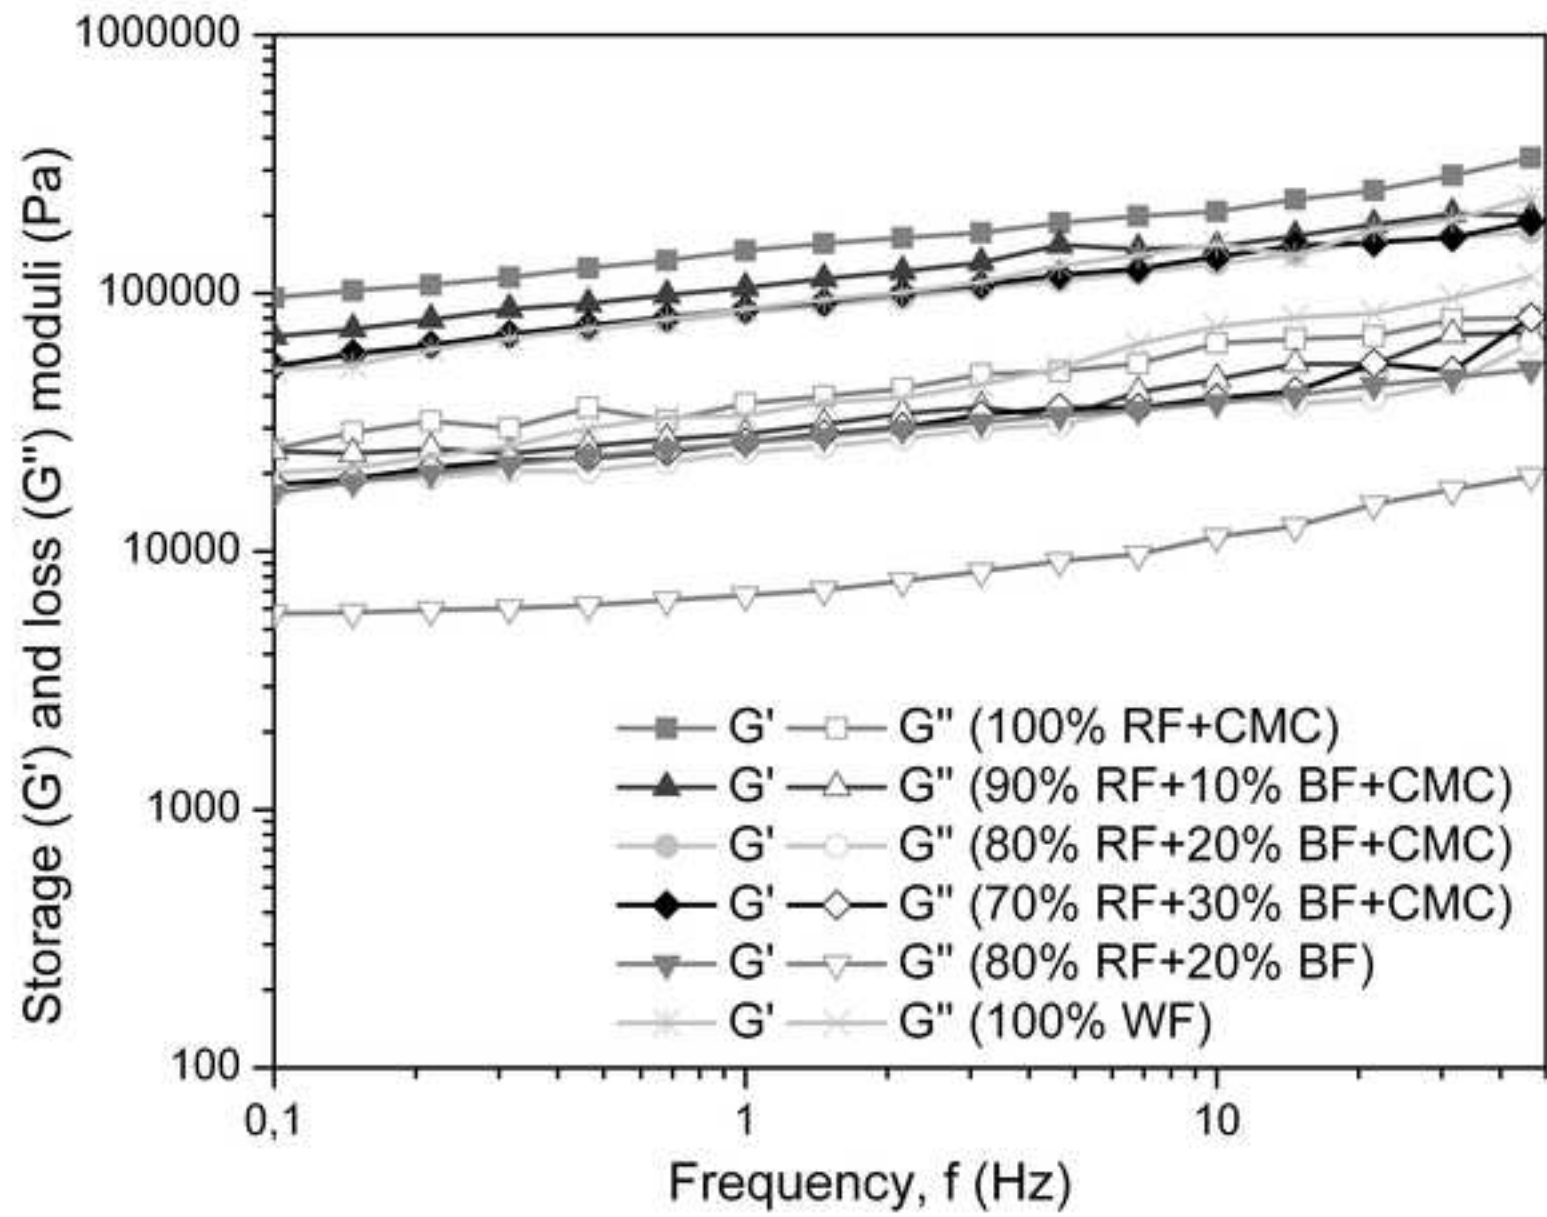 1000000
100000
10000
1000
100
Storage (G') and loss (G'') moduli (Pa)
G' G'' (100% RF+CMC)
G' G'' (90% RF+10% BF+CMC)
G' G'' (80% RF+20% BF+CMC)
G' G'' (70% RF+30% BF+CMC)
G' G'' (80% RF+20% BF)
G' G'' (100% WF)
0,1 1 10
Frequency, f (Hz)